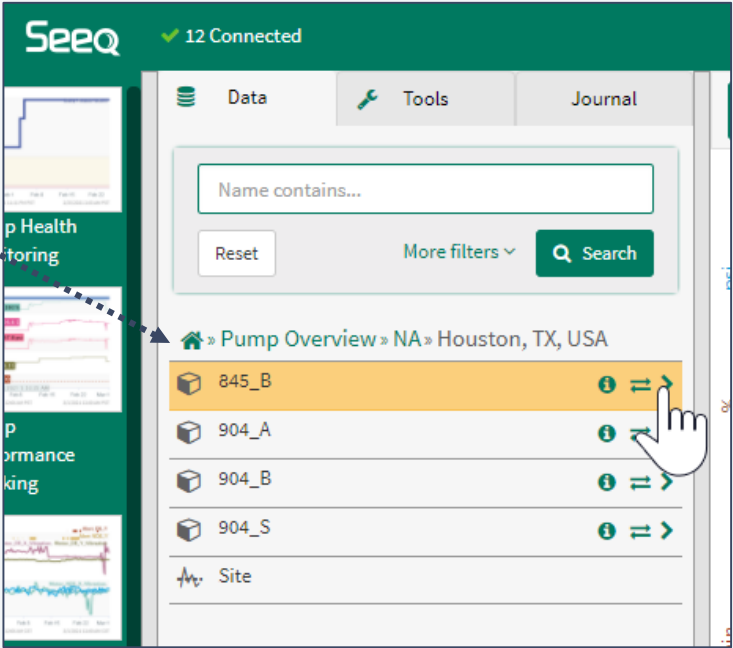 Seeq
12 Connected
Data
Tools
Journal
Name contains...
Reset
More filters
Search
p Health
itoring
» Pump Overview » NA » Houston, TX, USA
845_B
904_A
904_B
904_S
Site
p
ormance
king
psi
%